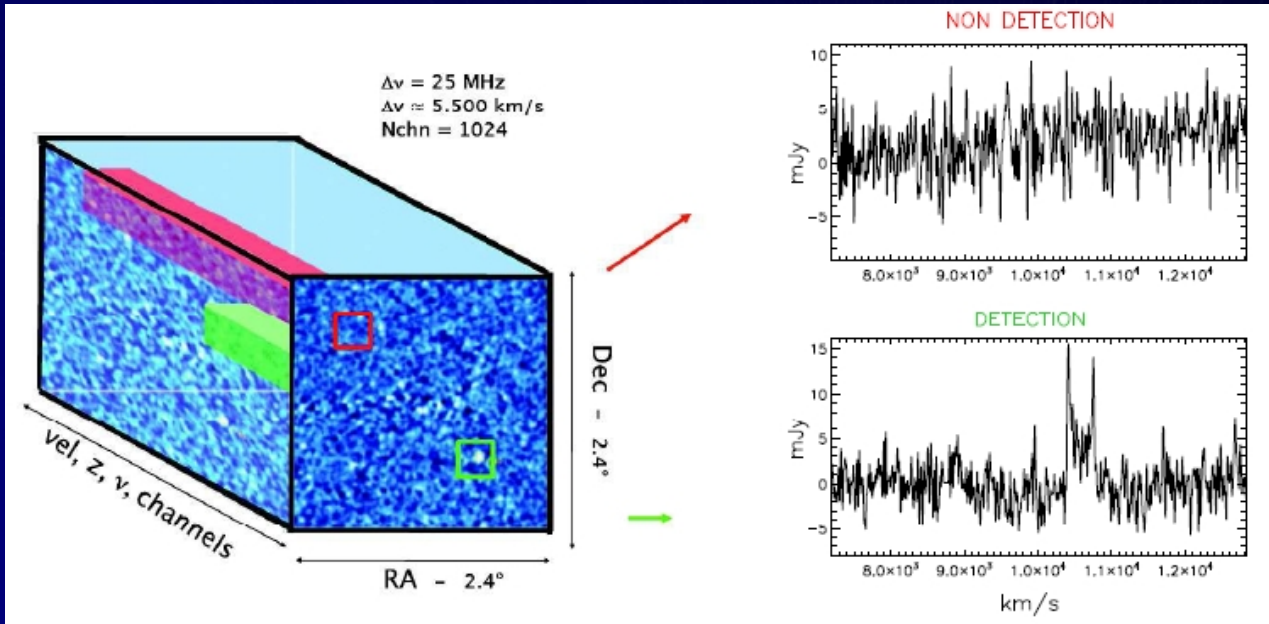 Δν = 25 MHz
Δv ≈ 5.500 km/s
Nchn = 1024
vel, z, ν, channels
RA - 2.4°
Dec - 2.4°
NON DETECTION
mJy
10
5
0
−5
8.0×10³ 9.0×10³ 1.0×10⁴ 1.1×10⁴ 1.2×10⁴
DETECTION
mJy
15
10
5
0
−5
8.0×10³ 9.0×10³ 1.0×10⁴ 1.1×10⁴ 1.2×10⁴
km/s